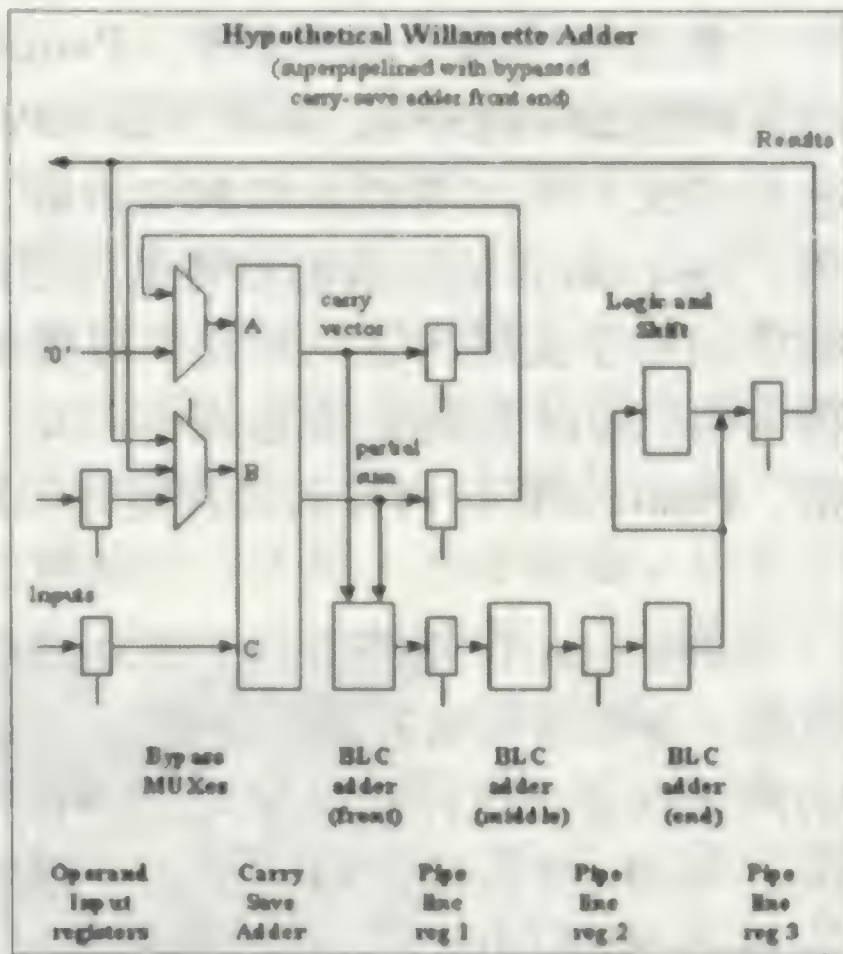 Hypothetical Willamette Adder
(superpipelined with bypassed
carry-save adder front end)
Results
carry
vector
Logic and
Shift
A
'0'
partial
sum
B
Inputs
C
Bypass
MUXes
BLC
adder
(front)
BLC
adder
(middle)
BLC
adder
(end)
Operand
Input
registers
Carry
Save
Adder
Pipe
line
reg 1
Pipe
line
reg 2
Pipe
line
reg 3